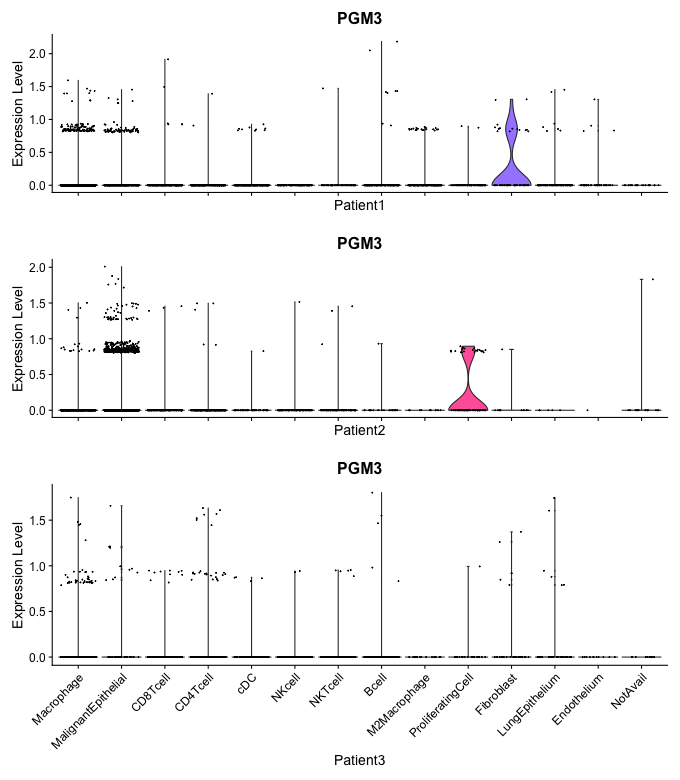 PGM3
Expression Level
2.0
1.5
1.0
0.5
0.0
Patient1
PGM3
Expression Level
2.0
1.5
1.0
0.5
0.0
Patient2
PGM3
Expression Level
1.5
1.0
0.5
0.0
Macrophage
MalignantEpithelial
CD8Tcell
CD4Tcell
cDC
NKcell
NKTcell
Bcell
M2Macrophage
ProliferatingCell
Fibroblast
LungEpithelium
Endothelium
NotAvail
Patient3